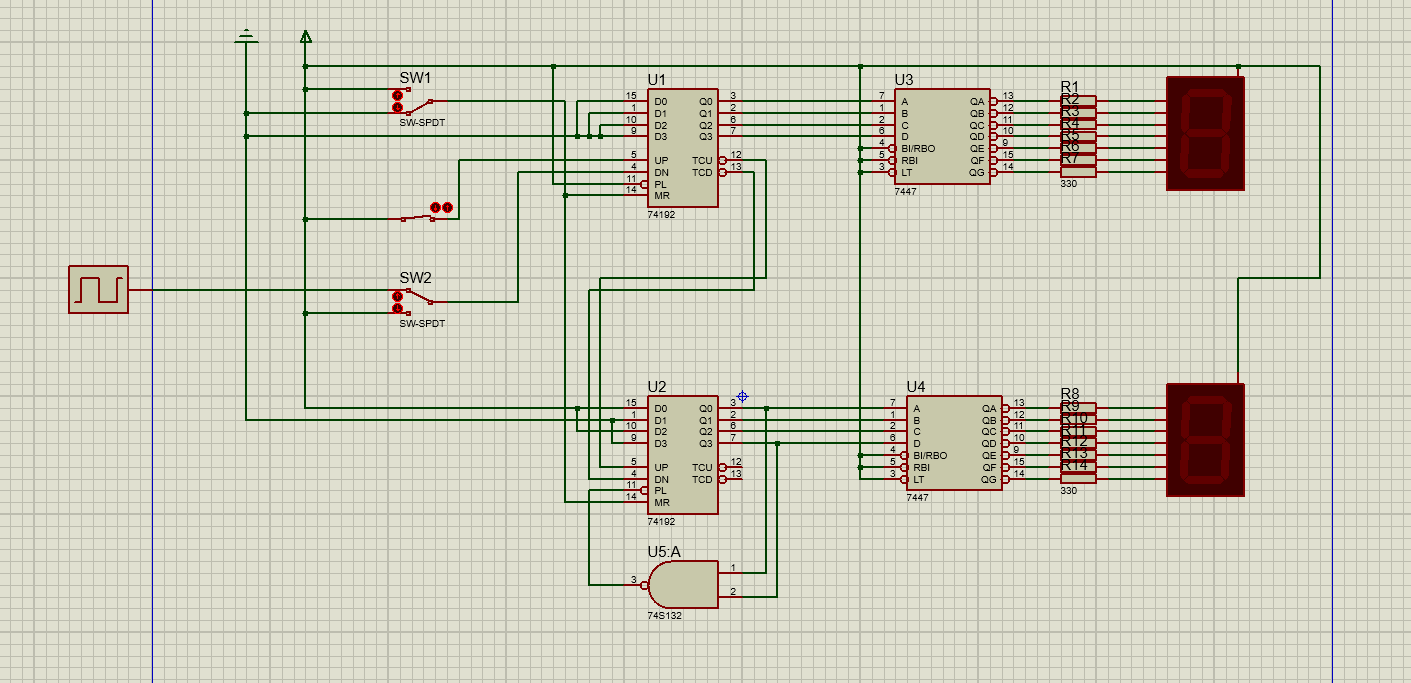 SW1
SW-SPDT
SW2
SW-SPDT
U1
15 D0 Q0 3
1 D1 Q1 2
10 D2 Q2 6
9 D3 Q3 7
5 UP TCU 12
4 DN TCD 13
11 PL
14 MR
74192
U3
7 A QA 13
1 B QB 12
2 C QC 11
6 D QD 10
4 BI/RBO QE 9
5 RBI QF 15
3 LT QG 14
7447
R1
R2
R3
R4
R5
R6
R7
330
U2
15 D0 Q0 3
1 D1 Q1 2
10 D2 Q2 6
9 D3 Q3 7
5 UP TCU 12
4 DN TCD 13
11 PL
14 MR
74192
U4
7 A QA 13
1 B QB 12
2 C QC 11
6 D QD 10
4 BI/RBO QE 9
5 RBI QF 15
3 LT QG 14
7447
R8
R9
R10
R11
R12
R13
R14
330
U5:A
1
2
3
74S132